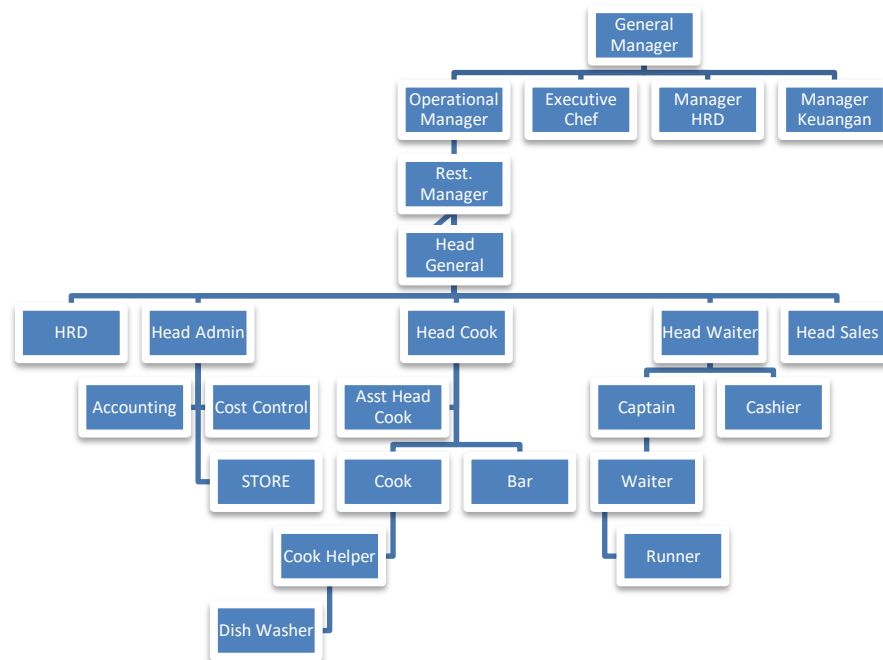 General
Manager
Operational
Manager
Executive
Chef
Manager
HRD
Manager
Keuangan
Rest.
Manager
Head
General
HRD
Head Admin
Head Cook
Head Waiter
Head Sales
Accounting
Cost Control
Asst Head
Cook
Captain
Cashier
STORE
Cook
Bar
Waiter
Cook Helper
Runner
Dish Washer